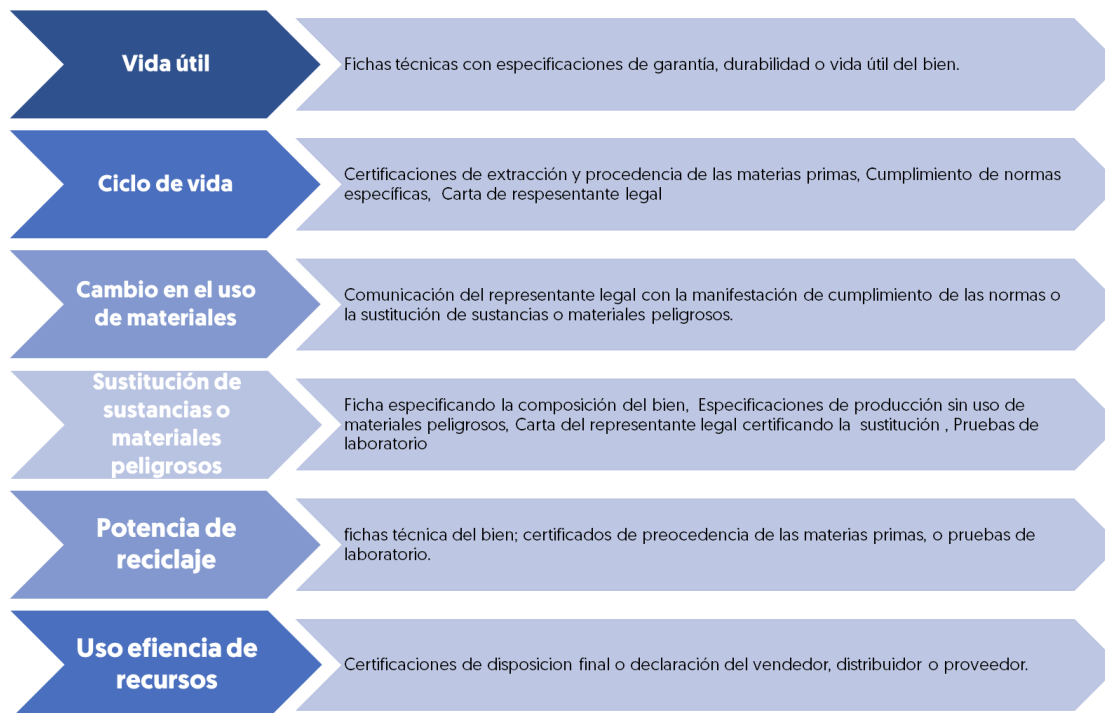 Vida útil
Fichas técnicas con especificaciones de garantía, durabilidad o vida útil del bien.
Ciclo de vida
Certificaciones de extracción y procedencia de las materias primas, Cumplimiento de normas
específicas, Carta de respesentante legal
Cambio en el uso
de materiales
Comunicación del representante legal con la manifestación de cumplimiento de las normas o
la sustitución de sustancias o materiales peligrosos.
Sustitución de
sustancias o
materiales
peligrosos
Ficha especificando la composición del bien, Especificaciones de producción sin uso de
materiales peligrosos, Carta del representante legal certificando la sustitución , Pruebas de
laboratorio
Potencia de
reciclaje
fichas técnica del bien; certificados de preocedencia de las materias primas, o pruebas de
laboratorio.
Uso efiencia de
recursos
Certificaciones de disposicion final o declaración del vendedor, distribuidor o proveedor.